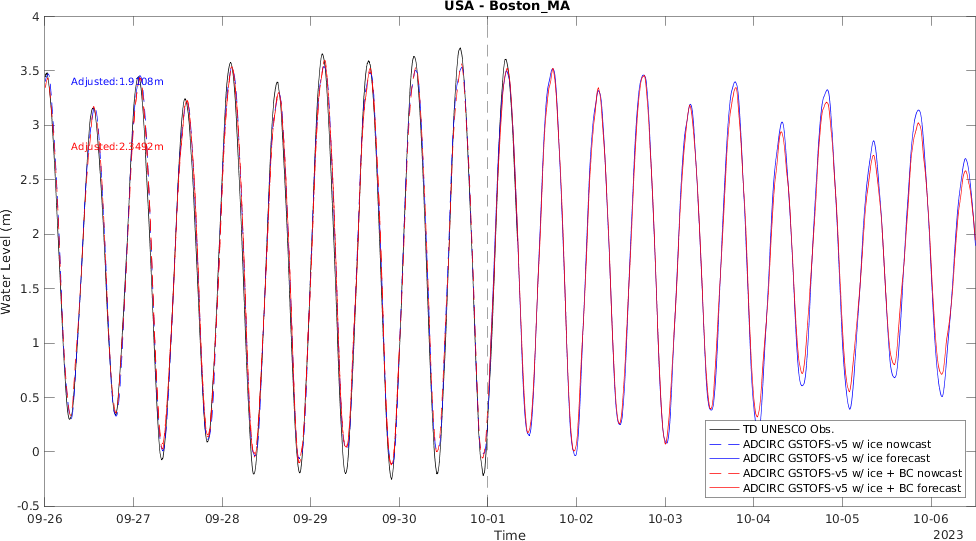 USA - Boston_MA
4
3.5
3
2.5
2
1.5
1
0.5
0
-0.5
Water Level (m)
Adjusted:1.9108m
Adjusted:2.3492m
TD UNESCO Obs.
ADCIRC GSTOFS-v5 w/ ice nowcast
ADCIRC GSTOFS-v5 w/ ice forecast
ADCIRC GSTOFS-v5 w/ ice + BC nowcast
ADCIRC GSTOFS-v5 w/ ice + BC forecast
09-26 09-27 09-28 09-29 09-30 10-01 10-02 10-03 10-04 10-05 10-06
Time
2023